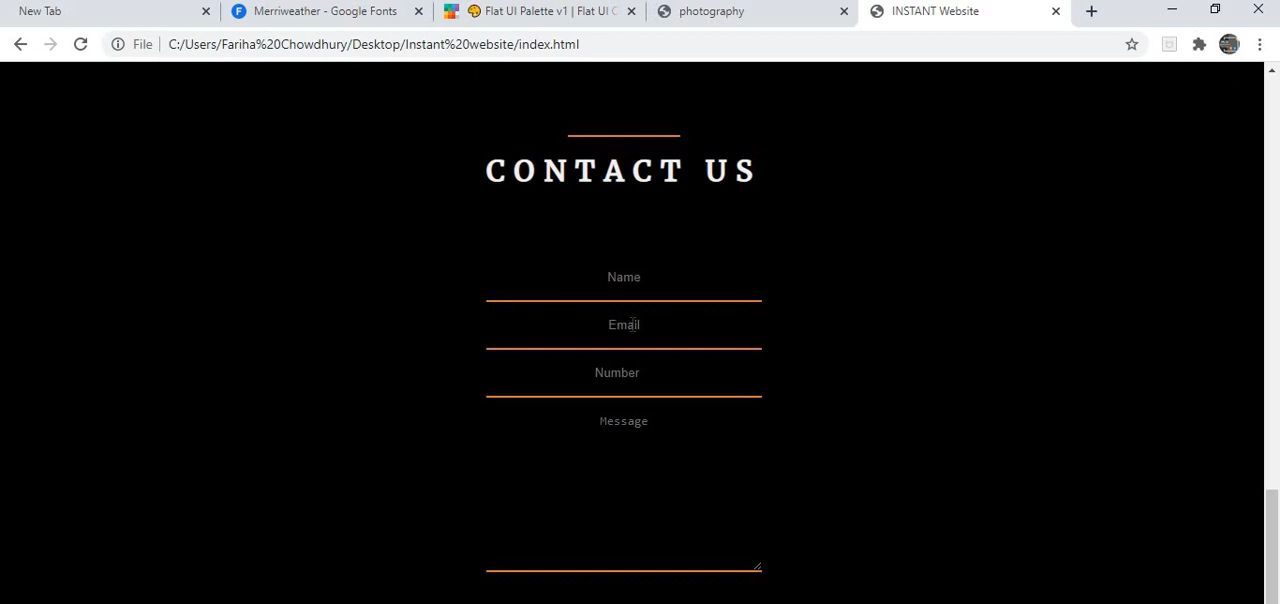 New Tab
Merriweather - Google Fonts
Flat UI Palette v1 | Flat UI C
photography
INSTANT Website
File
C:/Users/Fariha%20Chowdhury/Desktop/Instant%20website/index.html
CONTACT US
Name
Email
Number
Message